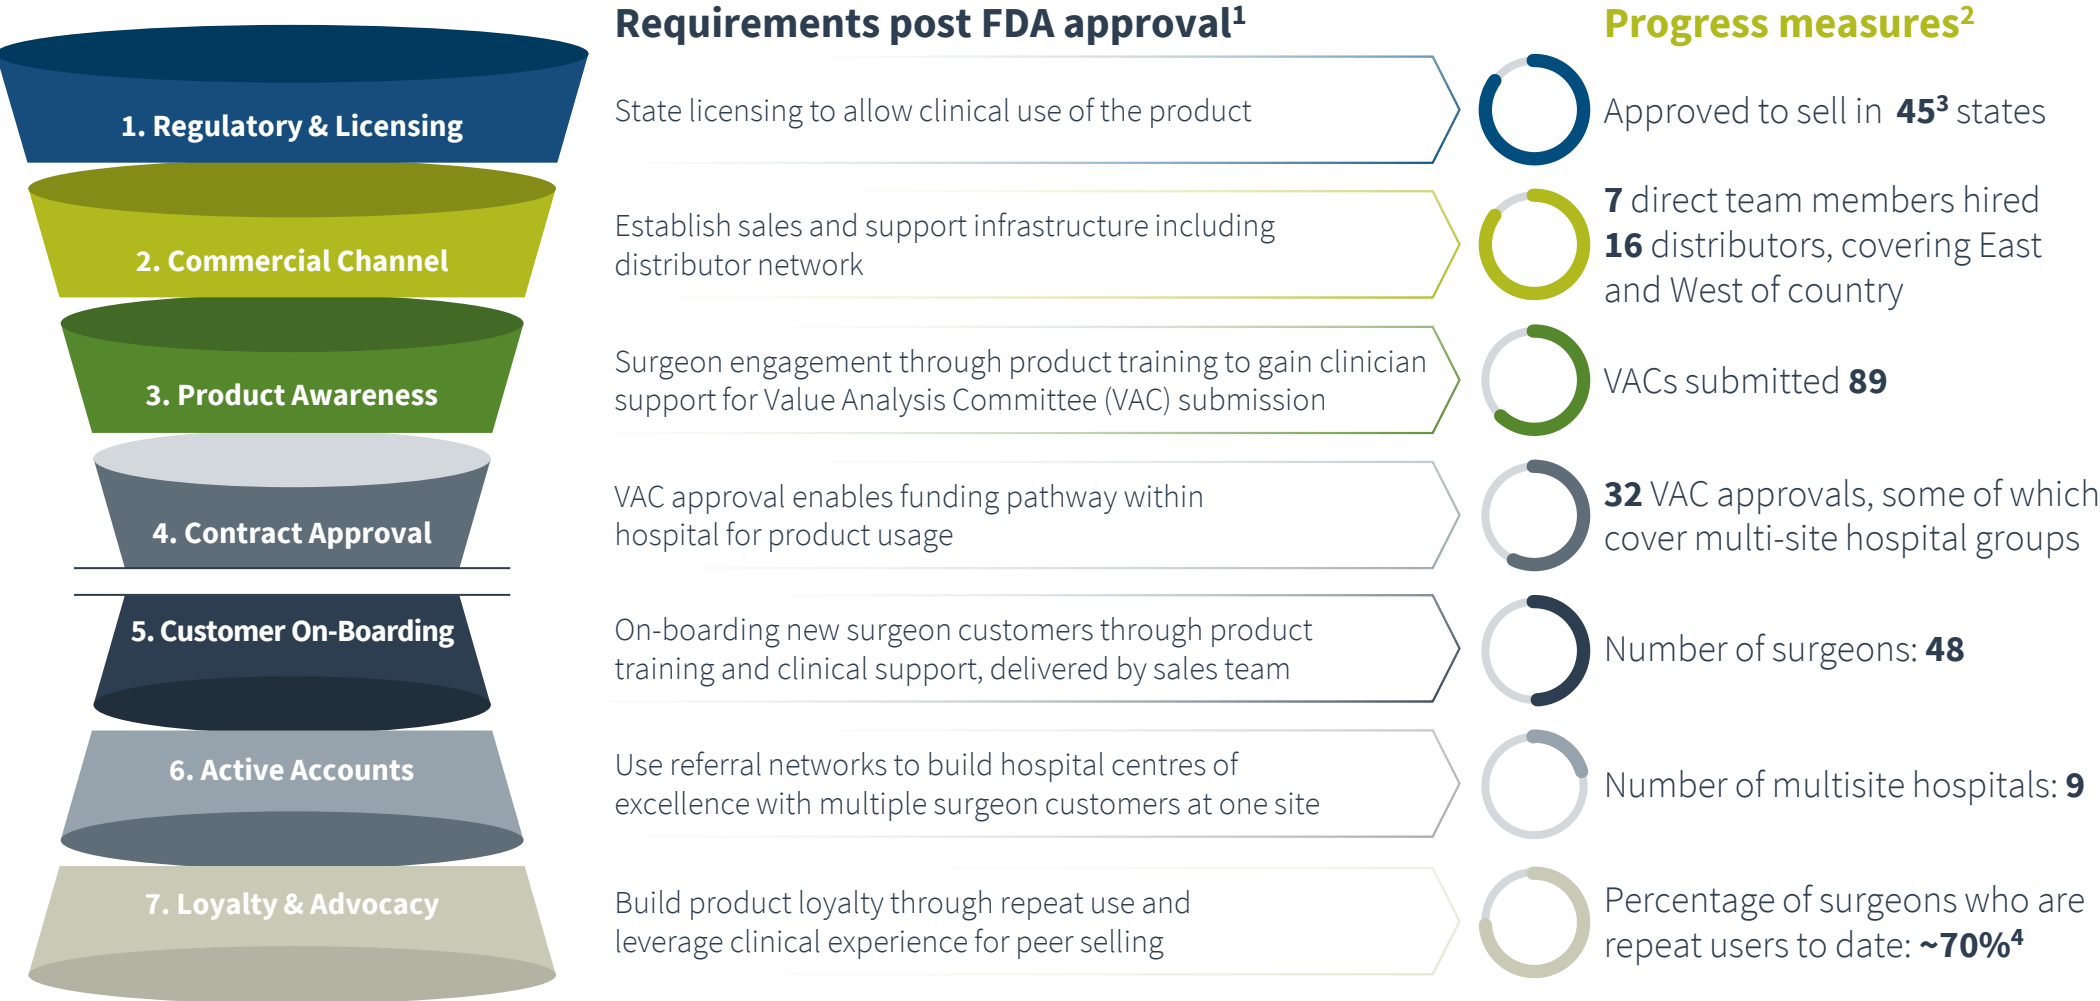 Requirements post FDA approval¹
Progress measures²
1. Regulatory & Licensing
State licensing to allow clinical use of the product
Approved to sell in 45³ states
2. Commercial Channel
Establish sales and support infrastructure including
distributor network
7 direct team members hired
16 distributors, covering East
and West of country
3. Product Awareness
Surgeon engagement through product training to gain clinician
support for Value Analysis Committee (VAC) submission
VACs submitted 89
4. Contract Approval
VAC approval enables funding pathway within
hospital for product usage
32 VAC approvals, some of which
cover multi-site hospital groups
5. Customer On-Boarding
On-boarding new surgeon customers through product
training and clinical support, delivered by sales team
Number of surgeons: 48
6. Active Accounts
Use referral networks to build hospital centres of
excellence with multiple surgeon customers at one site
Number of multisite hospitals: 9
7. Loyalty & Advocacy
Build product loyalty through repeat use and
leverage clinical experience for peer selling
Percentage of surgeons who are
repeat users to date: ~70%⁴